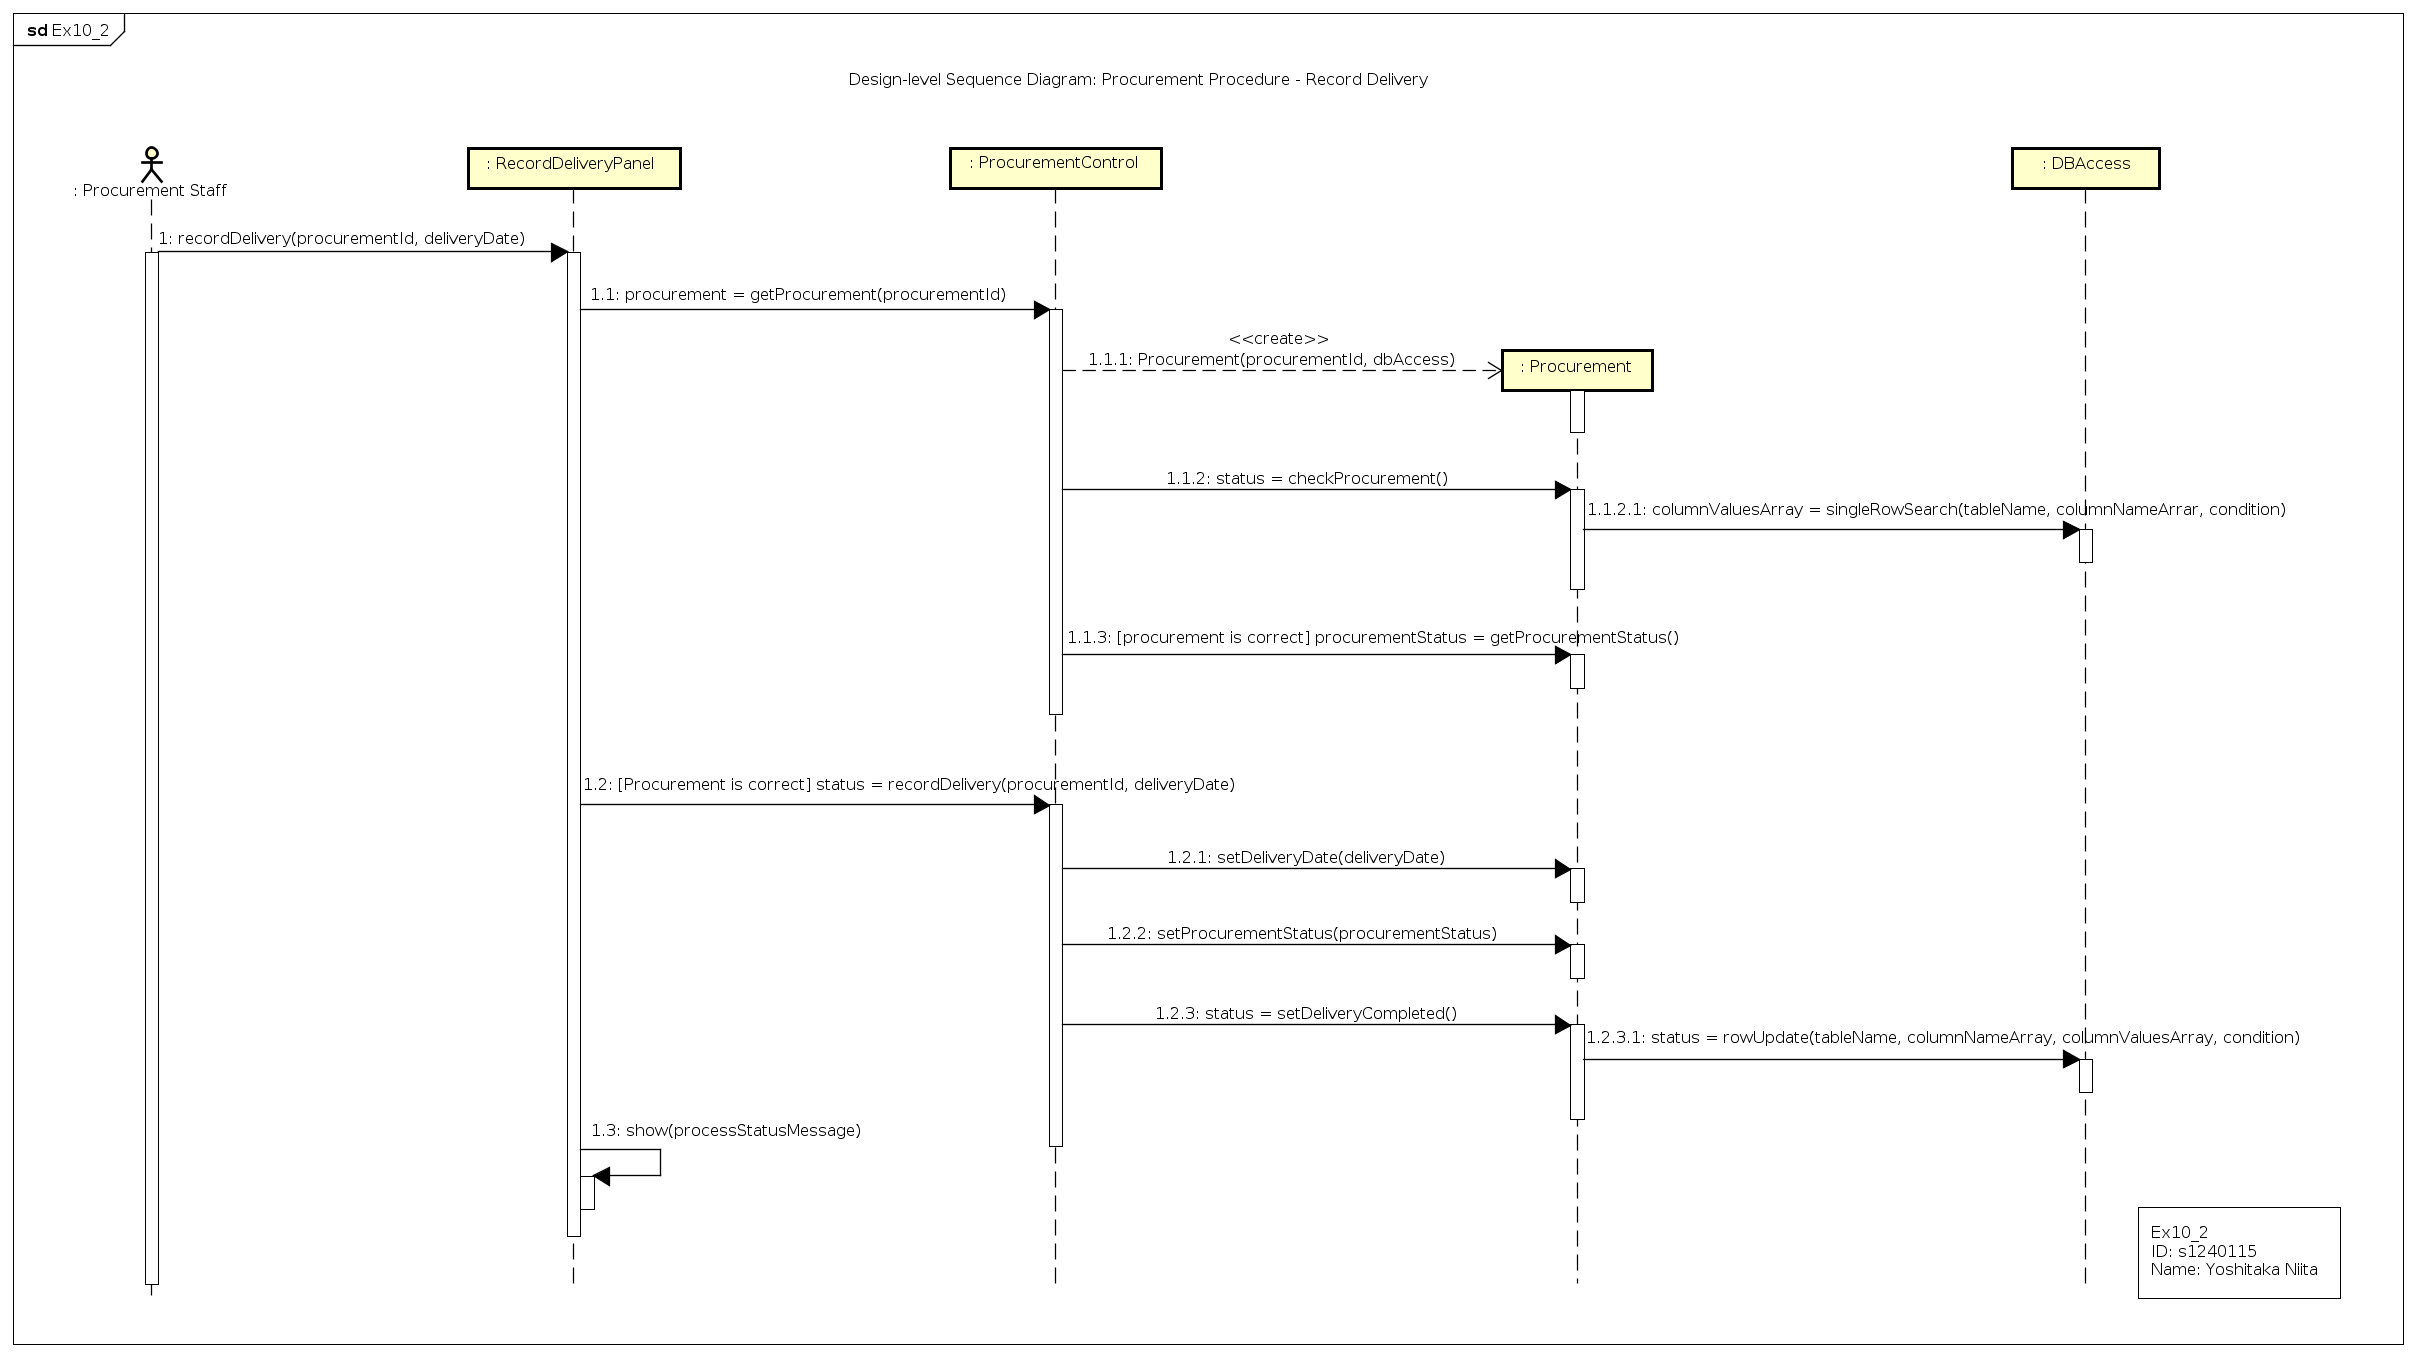 sd Ex10_2
Design-level Sequence Diagram: Procurement Procedure - Record Delivery
: Procurement Staff
: RecordDeliveryPanel
: ProcurementControl
: DBAccess
1: recordDelivery(procurementId, deliveryDate)
1.1: procurement = getProcurement(procurementId)
<<create>>
1.1.1: Procurement(procurementId, dbAccess)
: Procurement
1.1.2: status = checkProcurement()
1.1.2.1: columnValuesArray = singleRowSearch(tableName, columnNameArrar, condition)
1.1.3: [procurement is correct] procurementStatus = getProcurementStatus()
1.2: [Procurement is correct] status = recordDelivery(procurementId, deliveryDate)
1.2.1: setDeliveryDate(deliveryDate)
1.2.2: setProcurementStatus(procurementStatus)
1.2.3: status = setDeliveryCompleted()
1.2.3.1: status = rowUpdate(tableName, columnNameArray, columnValuesArray, condition)
1.3: show(processStatusMessage)
Ex10_2
ID: s1240115
Name: Yoshitaka Niita